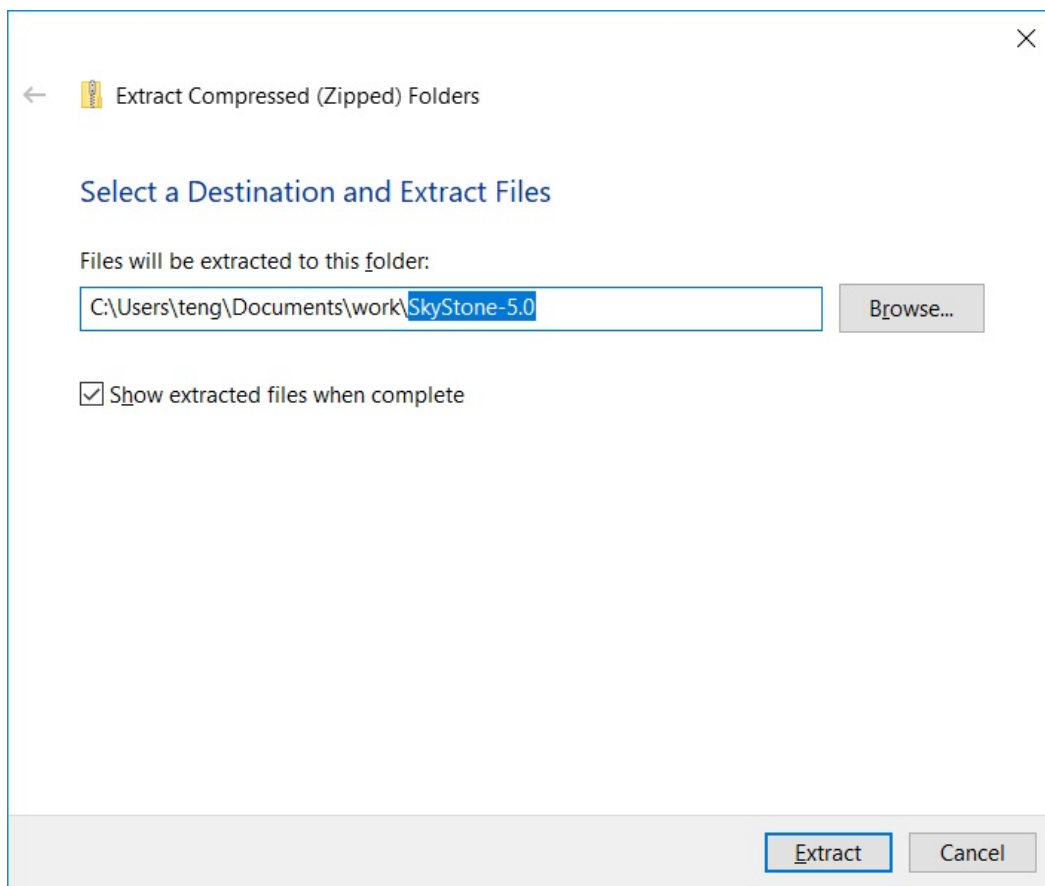 Extract Compressed (Zipped) Folders
Select a Destination and Extract Files
Files will be extracted to this folder:
C:\Users\teng\Documents\work\SkyStone-5.0
Browse...
Show extracted files when complete
Extract
Cancel